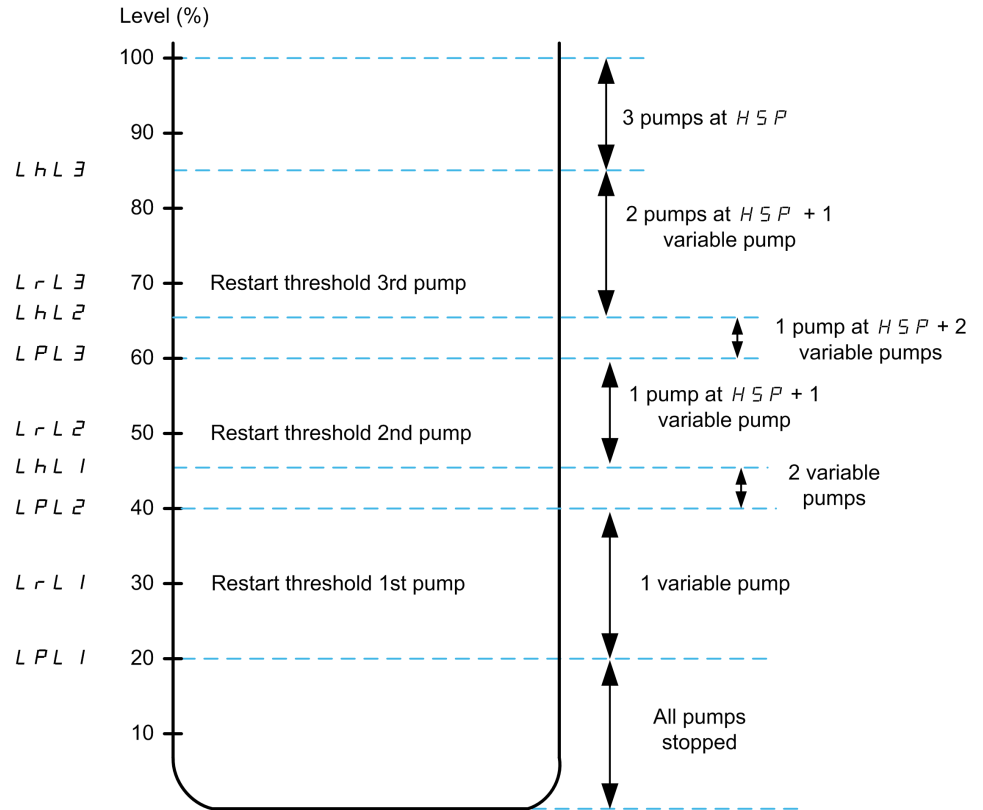 Level (%)
100
3 pumps at HSP
90
LhL3
80
2 pumps at HSP + 1
variable pump
LrL3 70 Restart threshold 3rd pump
LhL2
1 pump at HSP + 2
variable pumps
LPL3 60
1 pump at HSP + 1
variable pump
LrL2 50 Restart threshold 2nd pump
LhL1
2 variable
pumps
LPL2 40
LrL1 30 Restart threshold 1st pump
1 variable pump
LPL1 20
10
All pumps
stopped